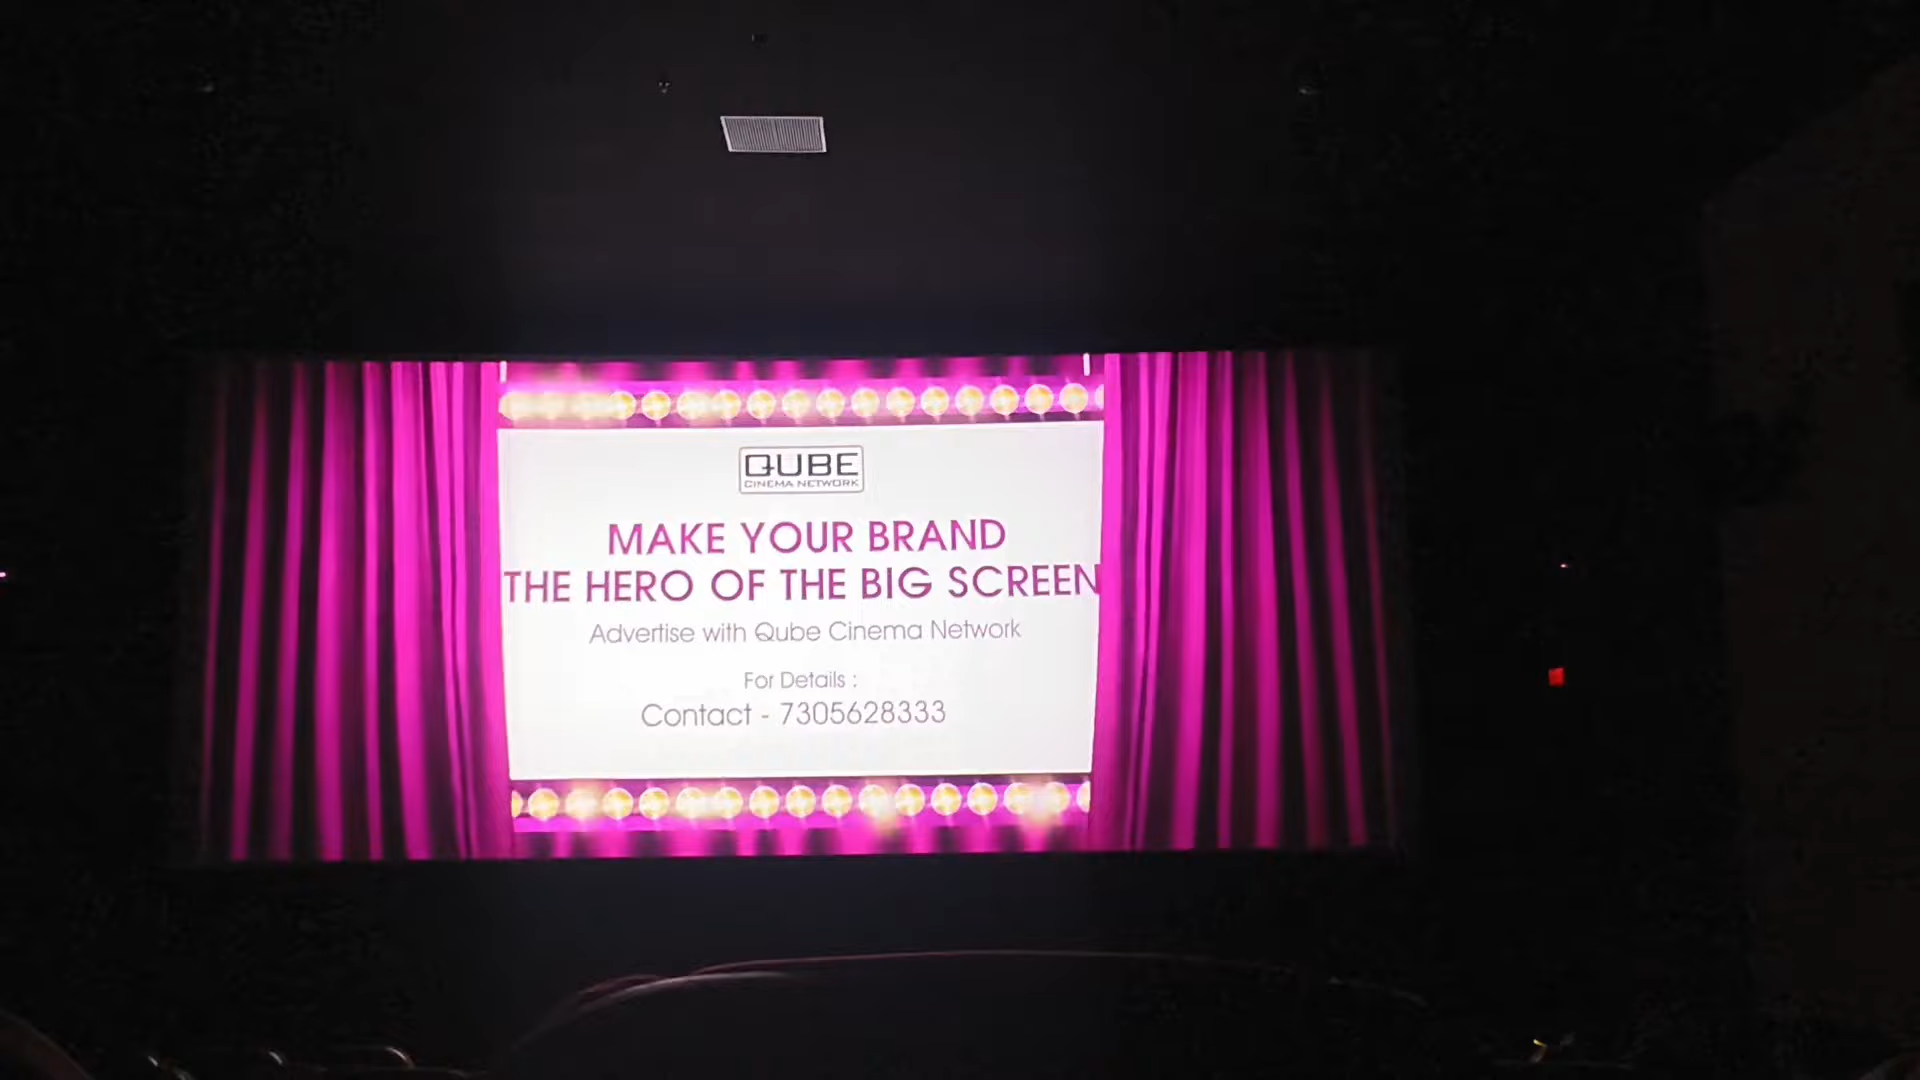 QUBE
CINEMA NETWORK
MAKE YOUR BRAND
THE HERO OF THE BIG SCREEN
Advertise with Qube Cinema Network
For Details :
Contact - 7305628333